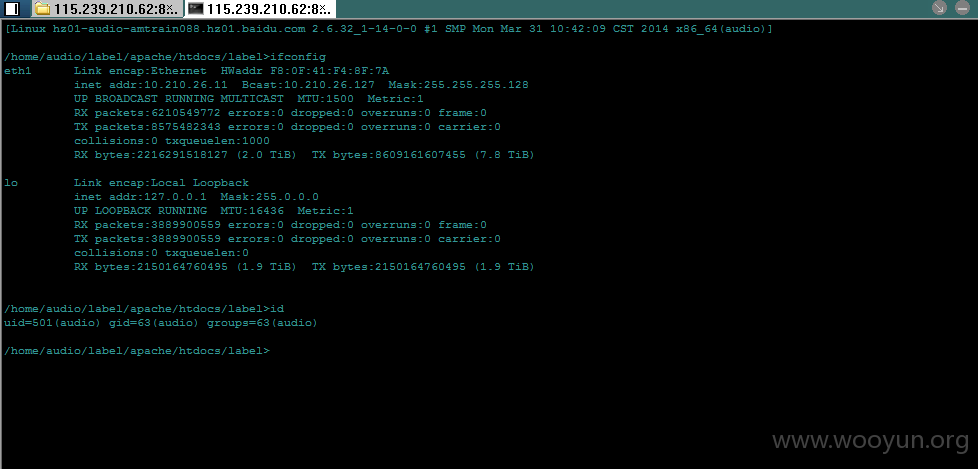 115.239.210.62:8… 115.239.210.62:8…
[Linux hz01-audio-amtrain088.hz01.baidu.com 2.6.32_1-14-0-0 #1 SMP Mon Mar 31 10:42:09 CST 2014 x86_64(audio)]
/home/audio/label/apache/htdocs/label>ifconfig
eth1 Link encap:Ethernet HWaddr F8:0F:41:F4:8F:7A
inet addr:10.210.26.11 Bcast:10.210.26.127 Mask:255.255.255.128
UP BROADCAST RUNNING MULTICAST MTU:1500 Metric:1
RX packets:6210549772 errors:0 dropped:0 overruns:0 frame:0
TX packets:8575482343 errors:0 dropped:0 overruns:0 carrier:0
collisions:0 txqueuelen:1000
RX bytes:2216291518127 (2.0 TiB) TX bytes:8609161607455 (7.8 TiB)
lo Link encap:Local Loopback
inet addr:127.0.0.1 Mask:255.0.0.0
UP LOOPBACK RUNNING MTU:16436 Metric:1
RX packets:3889900559 errors:0 dropped:0 overruns:0 frame:0
TX packets:3889900559 errors:0 dropped:0 overruns:0 carrier:0
collisions:0 txqueuelen:0
RX bytes:2150164760495 (1.9 TiB) TX bytes:2150164760495 (1.9 TiB)
/home/audio/label/apache/htdocs/label>id
uid=501(audio) gid=63(audio) groups=63(audio)
/home/audio/label/apache/htdocs/label>
www.wooyun.org